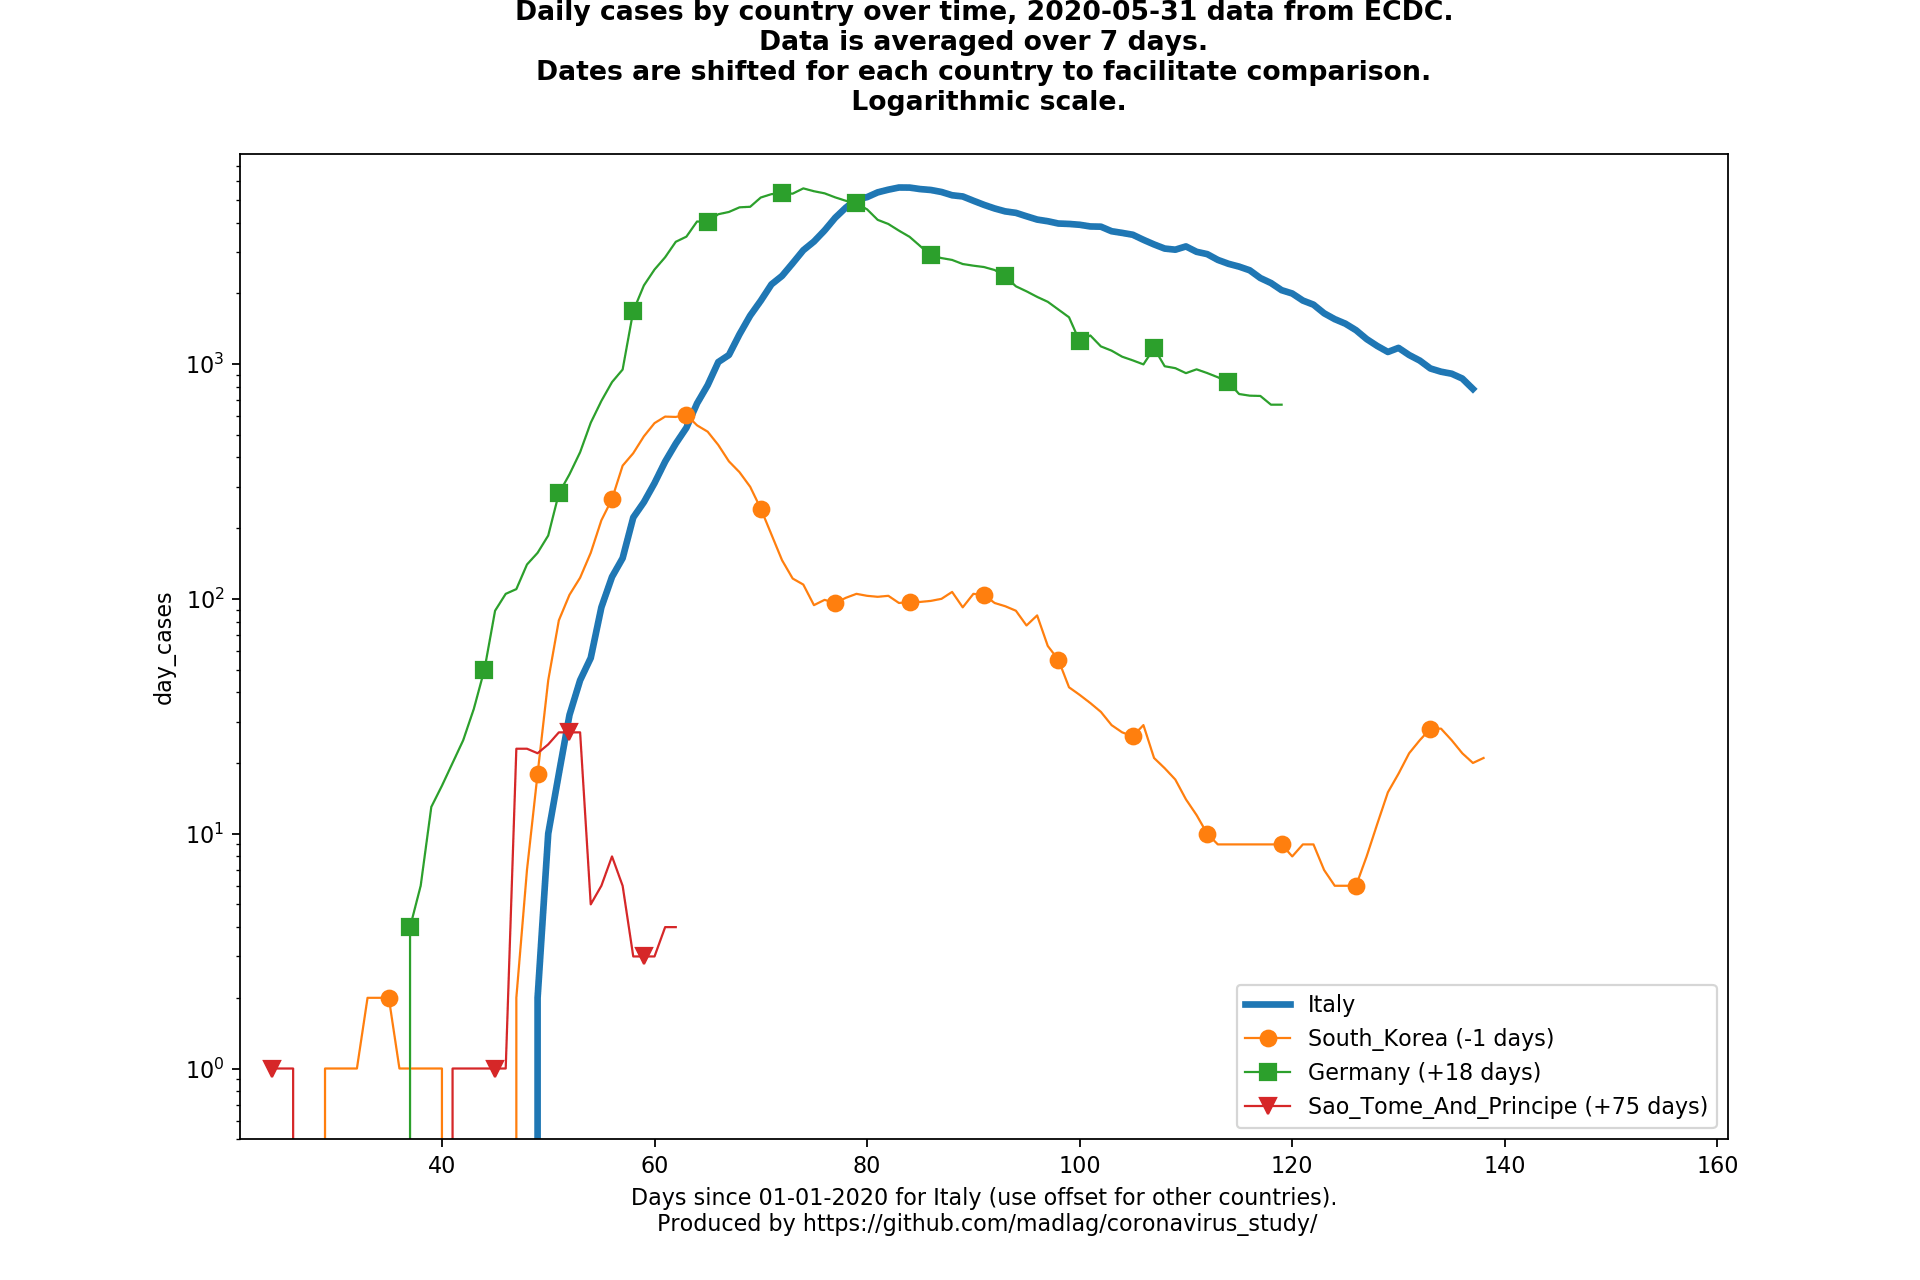 Daily cases by country over time, 2020-05-31 data from ECDC.
Data is averaged over 7 days.
Dates are shifted for each country to facilitate comparison.
Logarithmic scale.
day_cases
10³
10²
10¹
10⁰
Italy
South_Korea (-1 days)
Germany (+18 days)
Sao_Tome_And_Principe (+75 days)
40 60 80 100 120 140 160
Days since 01-01-2020 for Italy (use offset for other countries).
Produced by https://github.com/madlag/coronavirus_study/